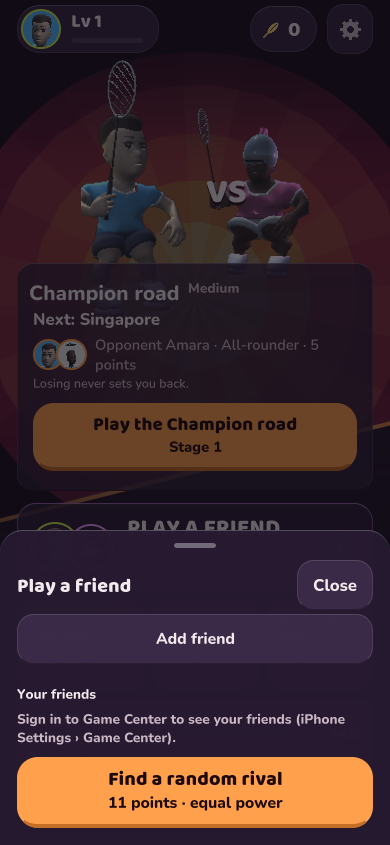 Lv 1
0
VS
Champion road Medium
Next: Singapore
Opponent Amara · All-rounder · 5
points
Losing never sets you back.
Play the Champion road
Stage 1
PLAY A FRIEND
Play a friend
Close
Add friend
Your friends
Sign in to Game Center to see your friends (iPhone
Settings › Game Center).
Find a random rival
11 points · equal power